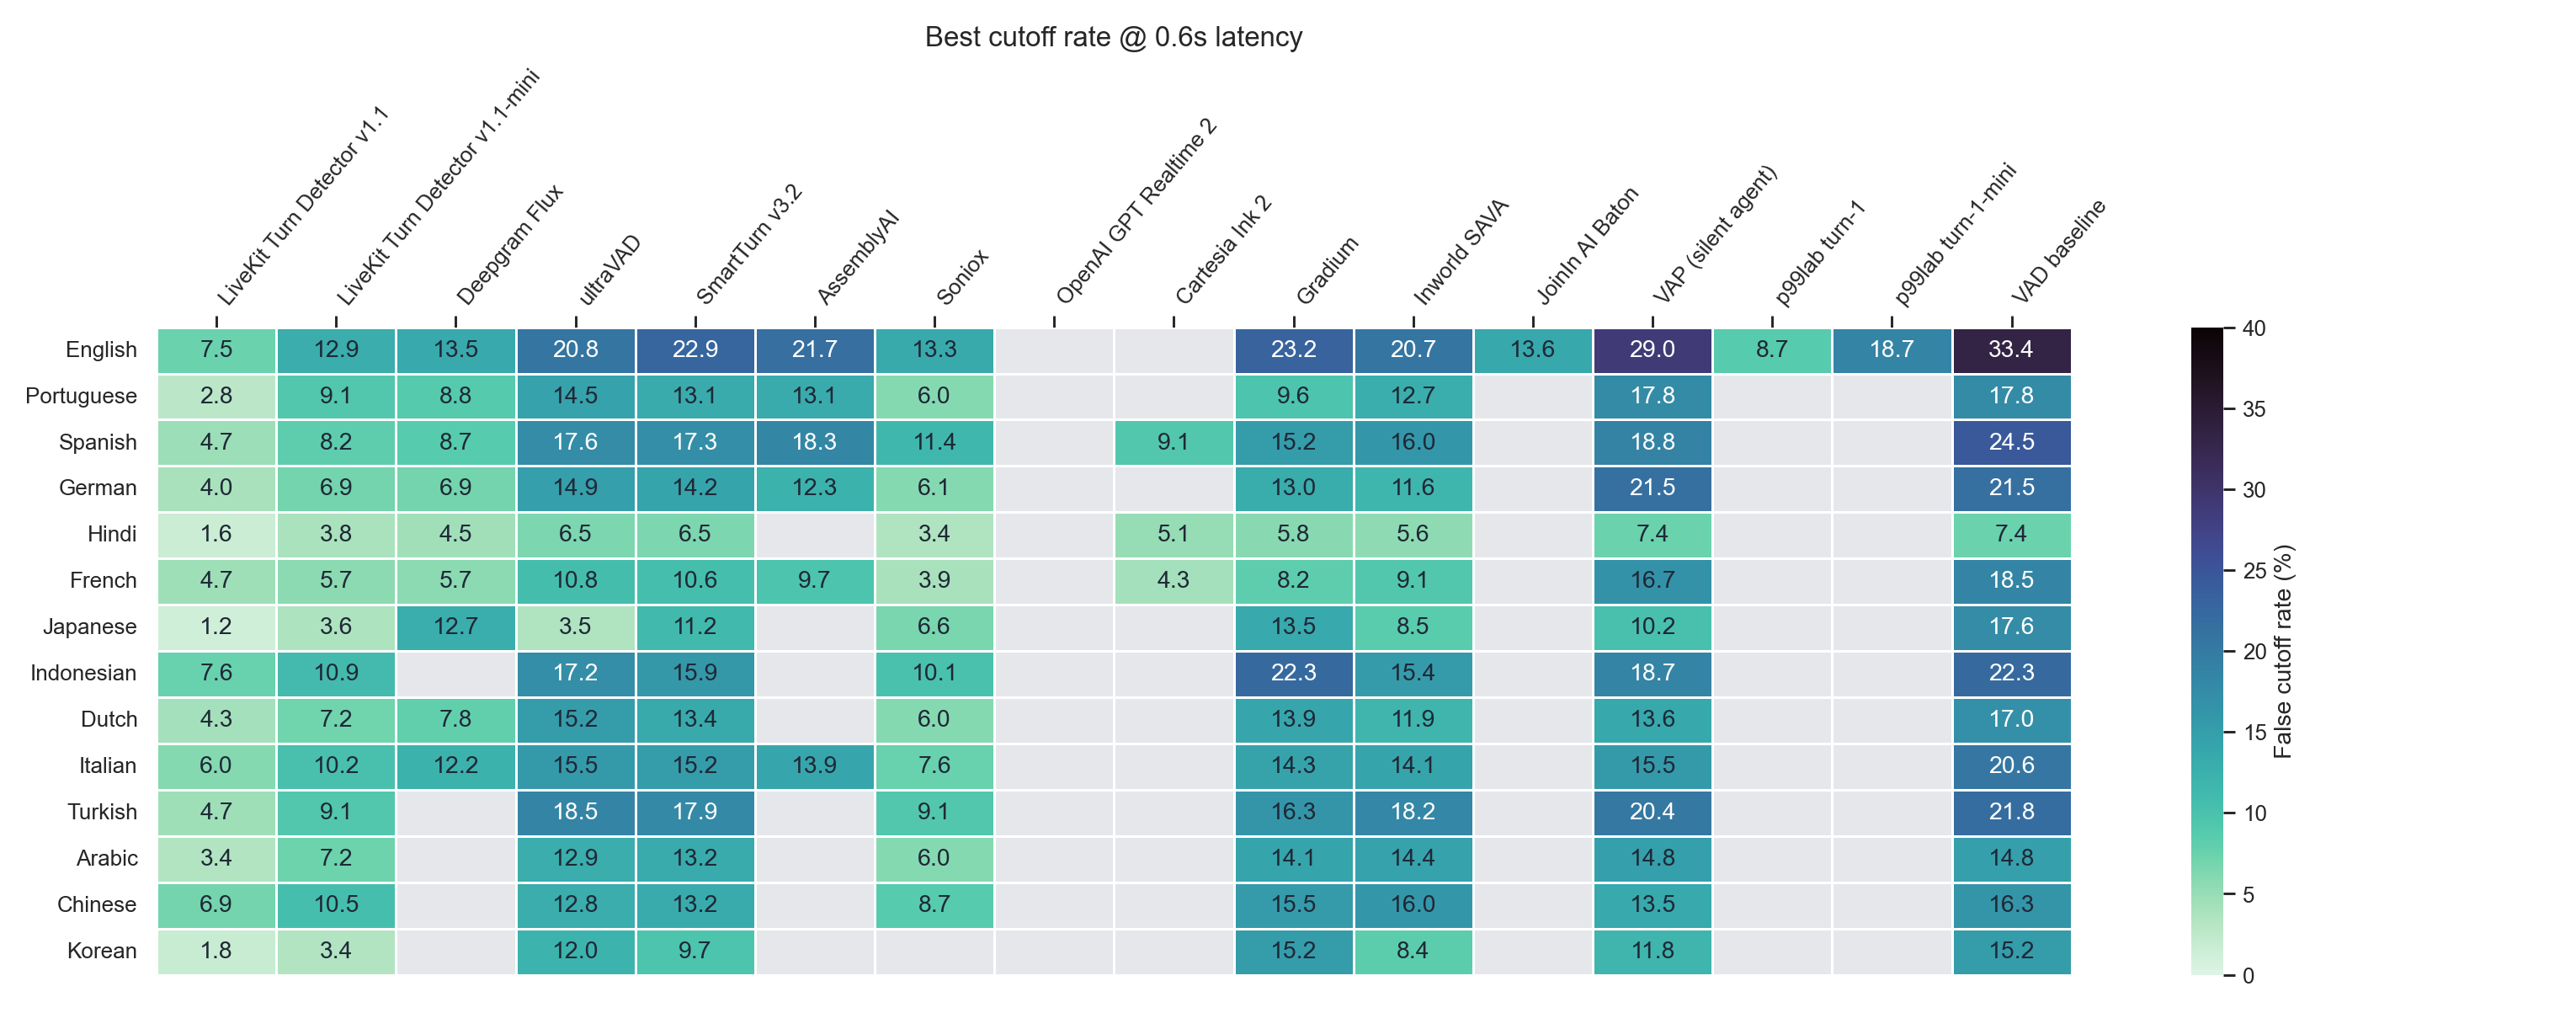 Best cutoff rate @ 0.6s latency
LiveKit Turn Detector v1.1
LiveKit Turn Detector v1.1-mini
Deepgram Flux
ultraVAD
SmartTurn v3.2
AssemblyAI
Soniox
OpenAI GPT Realtime 2
Cartesia Ink 2
Gradium
Inworld SAVA
JoinIn AI Baton
VAP (silent agent)
p99lab turn-1
p99lab turn-1-mini
VAD baseline
English 7.5 12.9 13.5 20.8 22.9 21.7 13.3 23.2 20.7 13.6 29.0 8.7 18.7 33.4
Portuguese 2.8 9.1 8.8 14.5 13.1 13.1 6.0 9.6 12.7 17.8 17.8
Spanish 4.7 8.2 8.7 17.6 17.3 18.3 11.4 9.1 15.2 16.0 18.8 24.5
German 4.0 6.9 6.9 14.9 14.2 12.3 6.1 13.0 11.6 21.5 21.5
Hindi 1.6 3.8 4.5 6.5 6.5 3.4 5.1 5.8 5.6 7.4 7.4
French 4.7 5.7 5.7 10.8 10.6 9.7 3.9 4.3 8.2 9.1 16.7 18.5
Japanese 1.2 3.6 12.7 3.5 11.2 6.6 13.5 8.5 10.2 17.6
Indonesian 7.6 10.9 17.2 15.9 10.1 22.3 15.4 18.7 22.3
Dutch 4.3 7.2 7.8 15.2 13.4 6.0 13.9 11.9 13.6 17.0
Italian 6.0 10.2 12.2 15.5 15.2 13.9 7.6 14.3 14.1 15.5 20.6
Turkish 4.7 9.1 18.5 17.9 9.1 16.3 18.2 20.4 21.8
Arabic 3.4 7.2 12.9 13.2 6.0 14.1 14.4 14.8 14.8
Chinese 6.9 10.5 12.8 13.2 8.7 15.5 16.0 13.5 16.3
Korean 1.8 3.4 12.0 9.7 15.2 8.4 11.8 15.2
40
35
30
25
20
15
10
5
0
False cutoff rate (%)